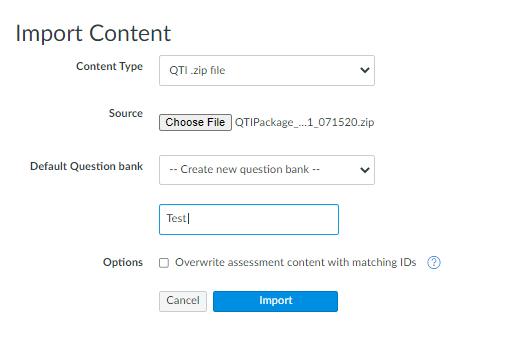 Import Content
Content Type
QTI .zip file
Source
Choose File QTIPackage_...1_071520.zip
Default Question bank
-- Create new question bank --
Test
Options
Overwrite assessment content with matching IDs ?
Cancel
Import